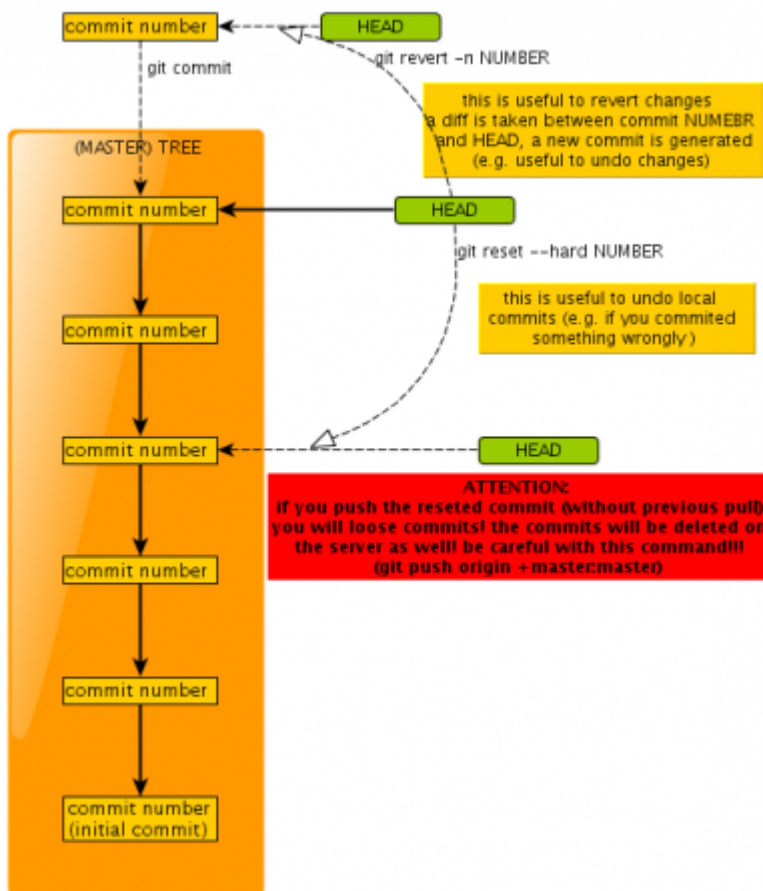 commit number
HEAD
git revert -n NUMBER
git commit
this is useful to revert changes
a diff is taken between commit NUMEBR
and HEAD, a new commit is generated
(e.g. useful to undo changes)
(MASTER) TREE
commit number
HEAD
git reset --hard NUMBER
this is useful to undo local
commits (e.g. if you commited
something wrongly)
commit number
commit number
HEAD
ATTENTION:
if you push the reseted commit (without previous pull)
you will loose commits! the commits will be deleted on
the server as well! be careful with this command!!!
(git push origin +master:master)
commit number
commit number
commit number
(initial commit)